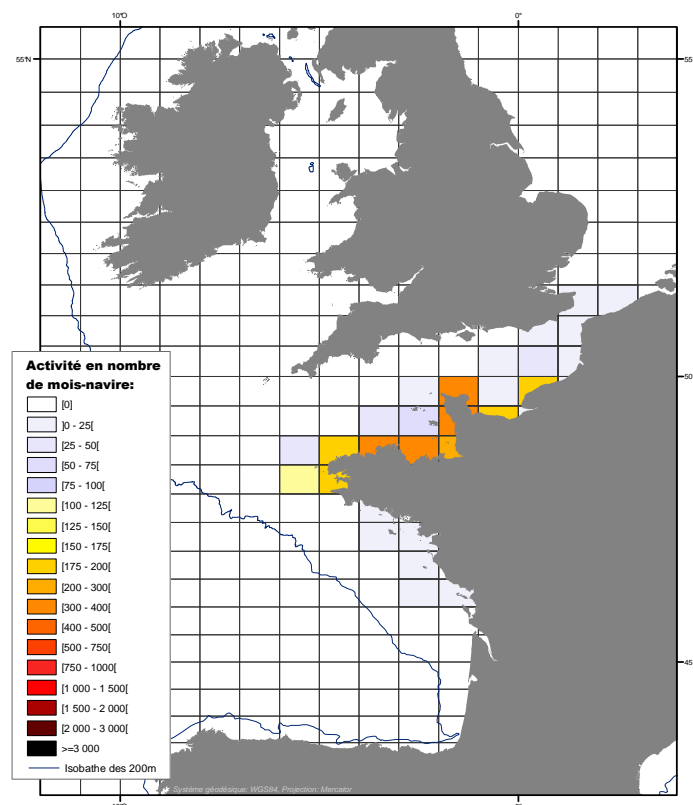 10°O
0°
55°N
55
50
45
Activité en nombre
de mois-navire:
[0]
]0 - 25[
[25 - 50[
[50 - 75[
[75 - 100[
[100 - 125[
[125 - 150[
[150 - 175[
[175 - 200[
[200 - 300[
[300 - 400[
[400 - 500[
[500 - 750[
[750 - 1000[
[1 000 - 1 500[
[1 500 - 2 000[
[2 000 - 3 000[
>=3 000
Isobathe des 200m
Système géodésique: WGS84, Projection: Mercator